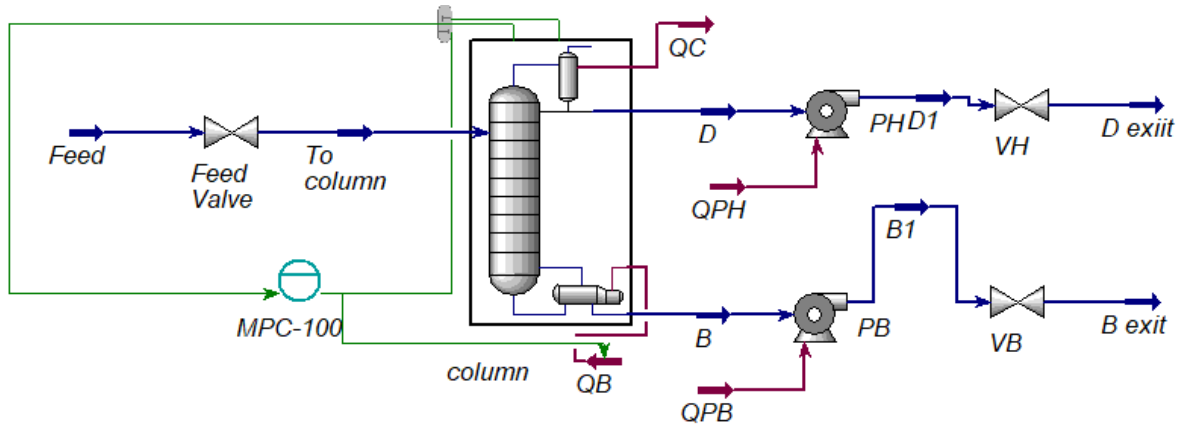 QC
Feed
Feed
Valve
To
column
D
PH
D1
VH
D exiit
QPH
B1
MPC-100
column
QB
B
PB
VB
B exit
QPB